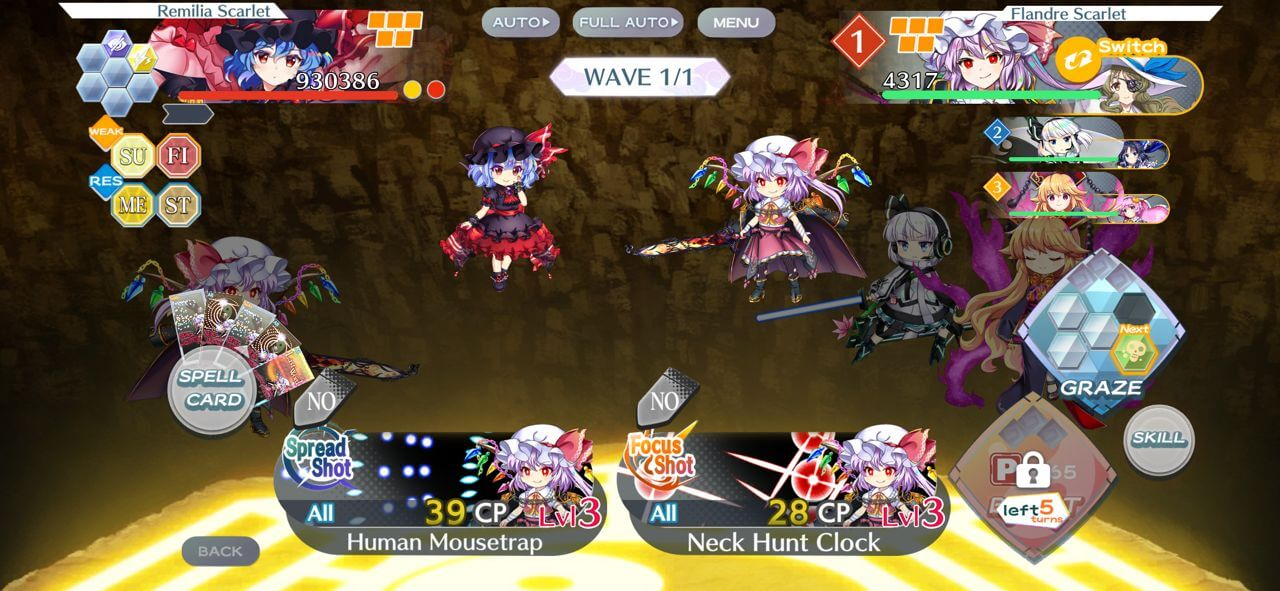 Remilia Scarlet
AUTO
FULL AUTO
MENU
Flandre Scarlet
1
Switch
930386
WAVE 1/1
4317
WEAK
SU
FI
RES
ME
ST
2
3
Next
GRAZE
SPELL
CARD
NO
NO
SKILL
Spread
Shot
Focus
Shot
left 5
turns
All
39 CP
Lvl3
All
28 CP
Lvl3
Human Mousetrap
Neck Hunt Clock
BACK